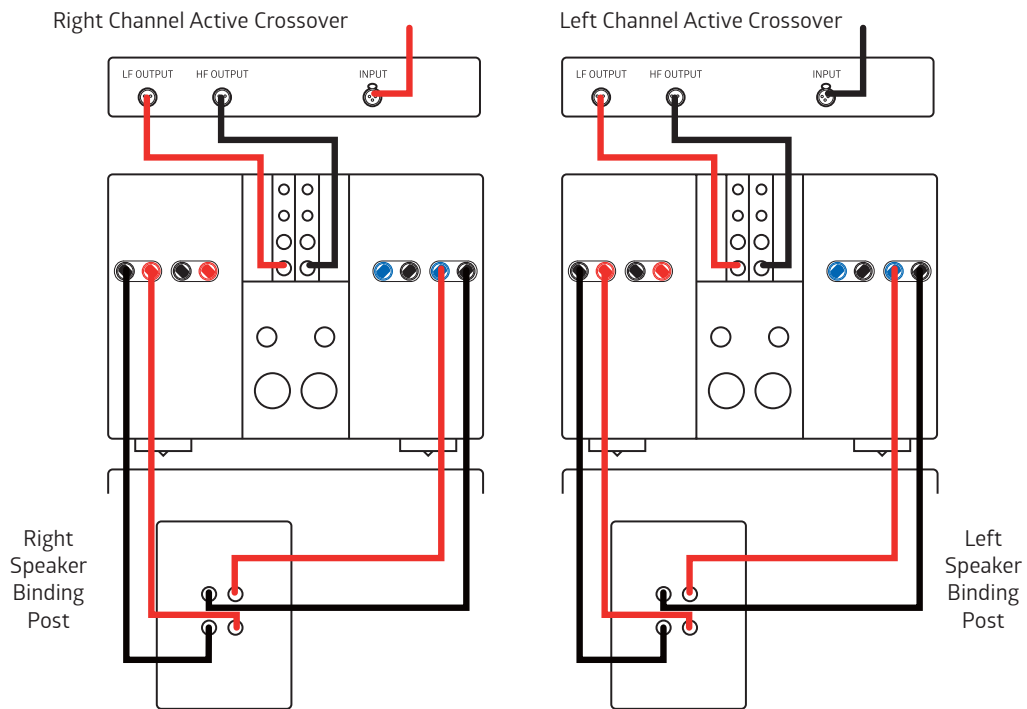 Right Channel Active Crossover
LF OUTPUT
HF OUTPUT
INPUT
Left Channel Active Crossover
LF OUTPUT
HF OUTPUT
INPUT
Right
Speaker
Binding
Post
Left
Speaker
Binding
Post